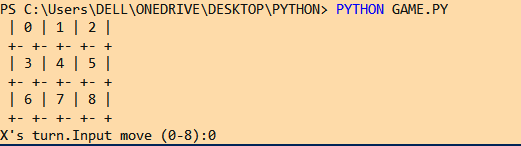 PS C:\Users\DELL\ONEDRIVE\DESKTOP\PYTHON> PYTHON GAME.PY
| 0 | 1 | 2 |
+- +- +- +
| 3 | 4 | 5 |
+- +- +- +
| 6 | 7 | 8 |
+- +- +- +
X's turn.Input move (0-8):0